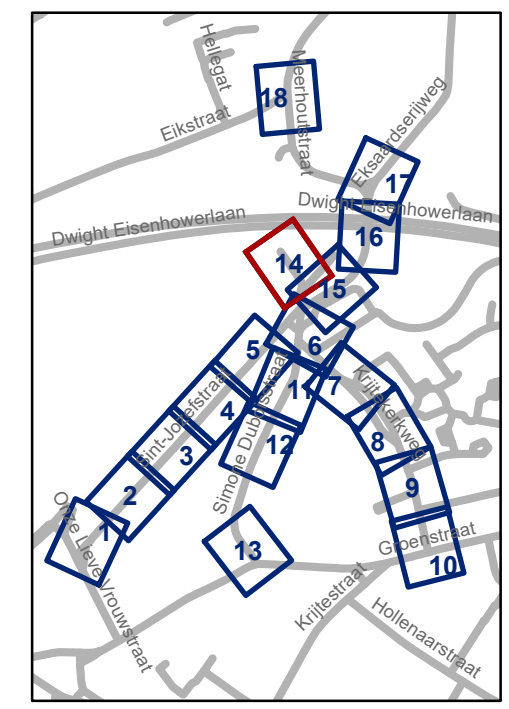 Hellegat
Meerhoutstraat
18
Eikstraat
Eksaardserijweg
17
Dwight Eisenhowerlaan
Dwight Eisenhowerlaan
16
14
15
5
6
Sint-Jozefstraat
Simone Duboisstraat
11
7
Krijtekerkweg
4
12
8
3
9
2
1
Onze Lieve Vrouwstraat
13
Groenstraat
10
Krijtestraat
Hollenaarstraat